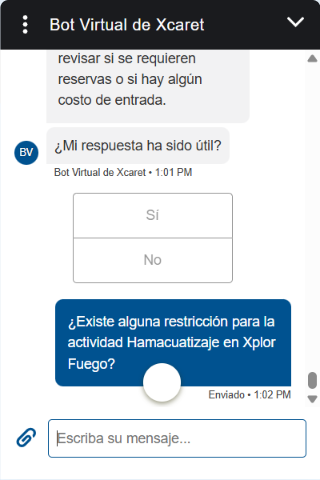 Bot Virtual de Xcaret
revisar si se requieren
reservas o si hay algún
costo de entrada.
¿Mi respuesta ha sido útil?
BV
Bot Virtual de Xcaret • 1:01 PM
Sí
No
¿Existe alguna restricción para la
actividad Hamacuatizaje en Xplor
Fuego?
Enviado • 1:02 PM
Escriba su mensaje...